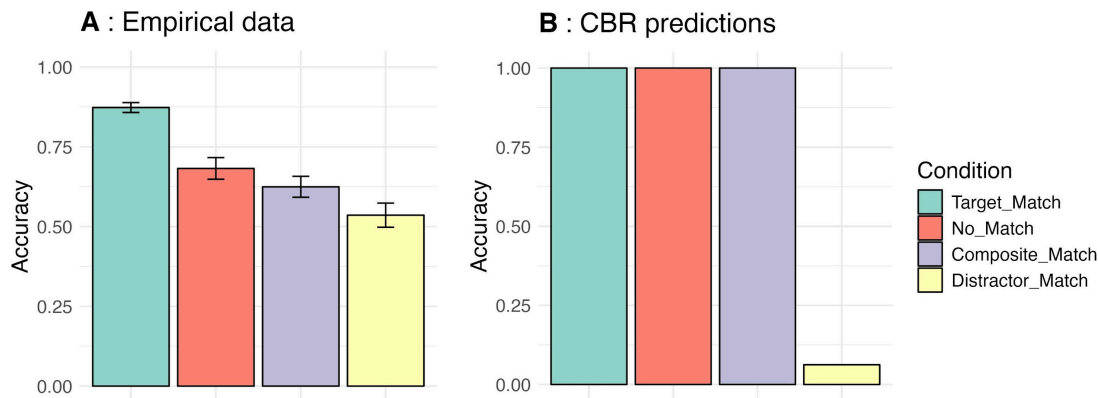 A : Empirical data
1.00
0.75
0.50
0.25
0.00
Accuracy
B : CBR predictions
1.00
0.75
0.50
0.25
0.00
Accuracy
Condition
Target_Match
No_Match
Composite_Match
Distractor_Match